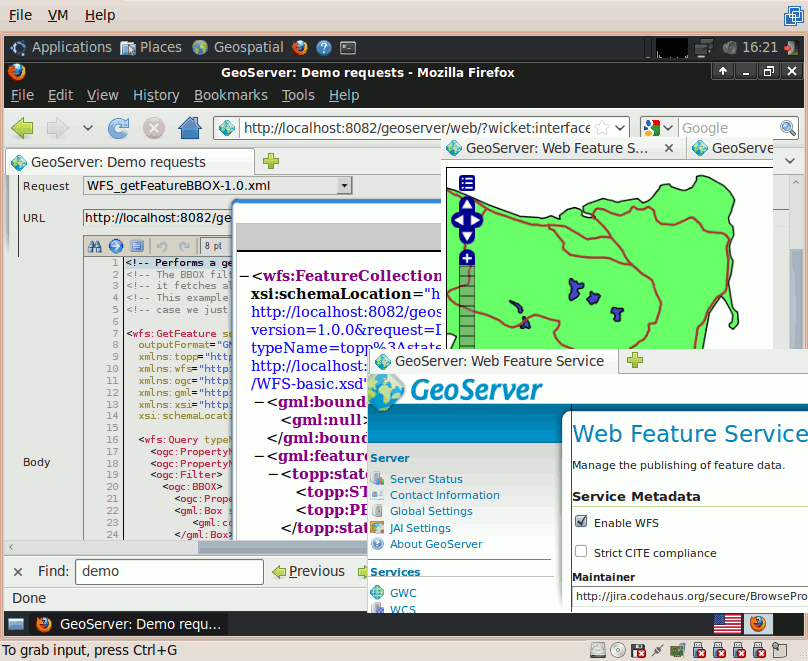 File VM Help
Applications Places Geospatial 16:21
GeoServer: Demo requests - Mozilla Firefox
File Edit View History Bookmarks Tools Help
http://localhost:8082/geoserver/web/?wicket:interface Google
GeoServer: Demo requests
GeoServer: Web Feature S...
GeoServe
Request WFS_getFeatureBBOX-1.0.xml
URL http://localhost:8082/ge
8 pt
1 <!-- Performs a ge
2 <!-- The BBOX filt
3 <!-- it fetches al
4 <!-- This example
5 <!-- case we just
6
7 <wfs:GetFeature se
8 outputFormat="GM
9 xmlns:topp="http
10 xmlns:wfs="http:
11 xmlns:ogc="http:
12 xmlns:gml="http:
13 xmlns:xsi="http:
14 xsi:schemaLocati
15
16 <wfs:Query typeN
17 <ogc:PropertyN
18 <ogc:PropertyN
19 <ogc:Filter>
20 <ogc:BBOX>
21 <ogc:Prope
22 <gml:Box s
23 <gml:co
24 </gml:Box>
Body
−<wfs:FeatureCollection
xsi:schemaLocation="h
http://localhost:8082/geos
version=1.0.0&request=D
typeName=topp%3Astate
http://localhost:
/WFS-basic.xsd"
−<gml:bound
<gml:null>
</gml:bound
−<gml:feature
−<topp:state
<topp:ST
<topp:PE
</topp:stat
GeoServer: Web Feature Service
GeoServer
Server
Server Status
Contact Information
Global Settings
JAI Settings
About GeoServer
Services
GWC
WCS
Web Feature Service
Manage the publishing of feature data.
Service Metadata
Enable WFS
Strict CITE compliance
Maintainer
http://jira.codehaus.org/secure/BrowsePro
Find: demo Previous
Done
GeoServer: Demo requ...
To grab input, press Ctrl+G